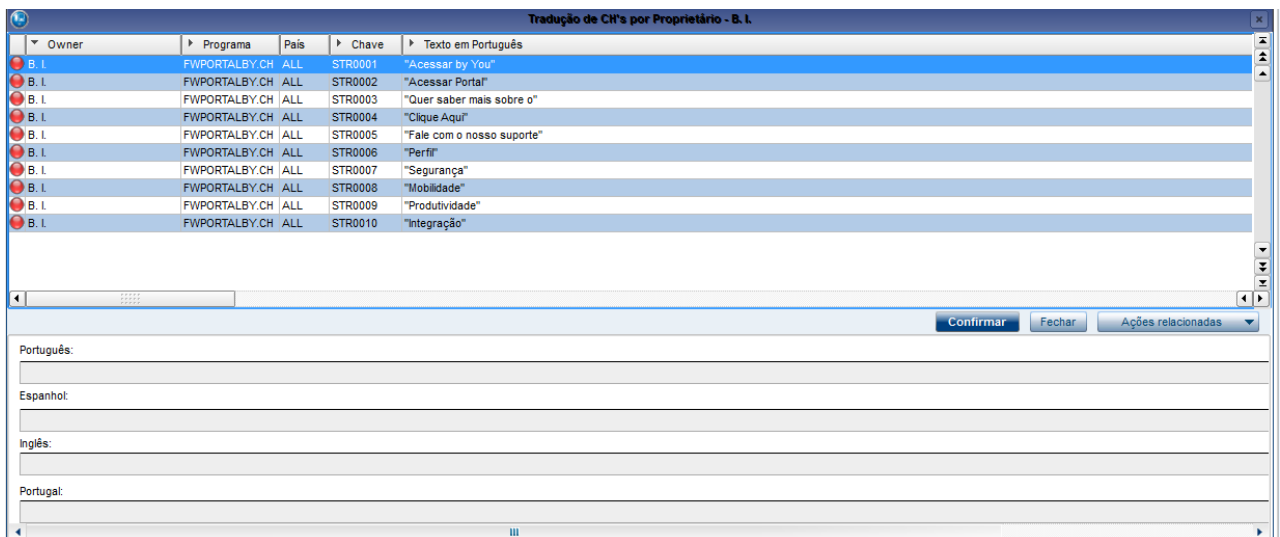 Tradução de CH's por Proprietário - B. I.
Owner Programa País Chave Texto em Português
B. I. FWPORTALBY.CH ALL STR0001 "Acessar by You"
B. I. FWPORTALBY.CH ALL STR0002 "Acessar Portal"
B. I. FWPORTALBY.CH ALL STR0003 "Quer saber mais sobre o"
B. I. FWPORTALBY.CH ALL STR0004 "Clique Aqui"
B. I. FWPORTALBY.CH ALL STR0005 "Fale com o nosso suporte"
B. I. FWPORTALBY.CH ALL STR0006 "Perfil"
B. I. FWPORTALBY.CH ALL STR0007 "Segurança"
B. I. FWPORTALBY.CH ALL STR0008 "Mobilidade"
B. I. FWPORTALBY.CH ALL STR0009 "Produtividade"
B. I. FWPORTALBY.CH ALL STR0010 "Integração"
Confirmar Fechar Ações relacionadas
Português:
Espanhol:
Inglês:
Portugal: